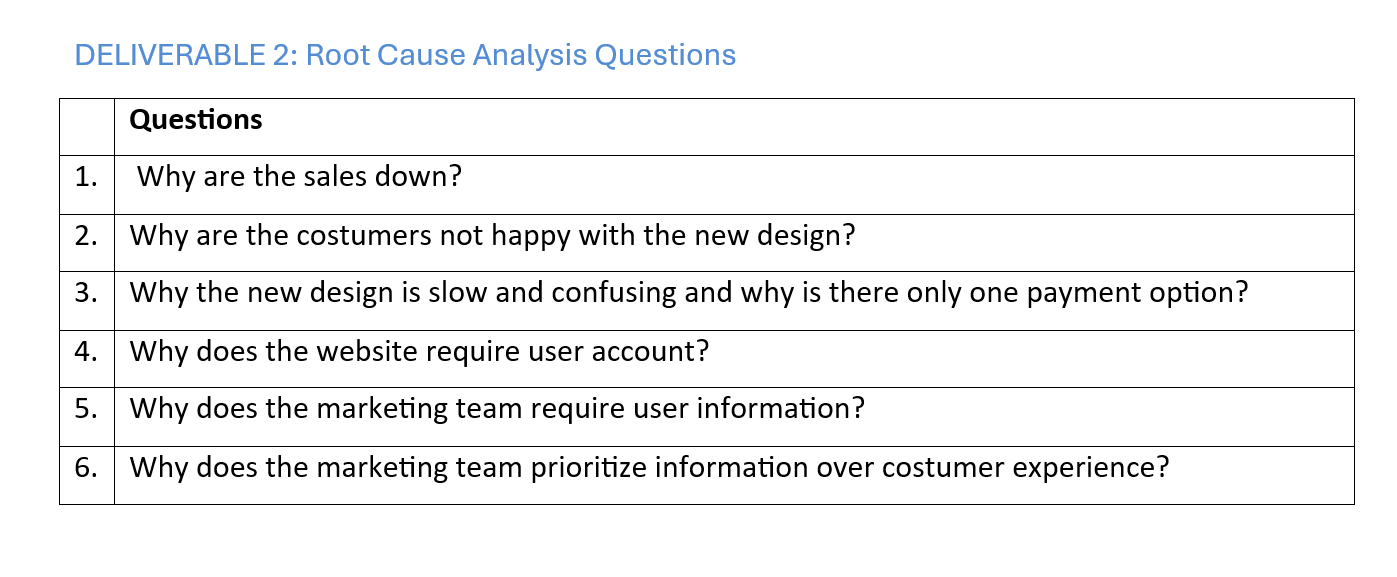 DELIVERABLE 2: Root Cause Analysis Questions
Questions
1. Why are the sales down?
2. Why are the costumers not happy with the new design?
3. Why the new design is slow and confusing and why is there only one payment option?
4. Why does the website require user account?
5. Why does the marketing team require user information?
6. Why does the marketing team prioritize information over costumer experience?